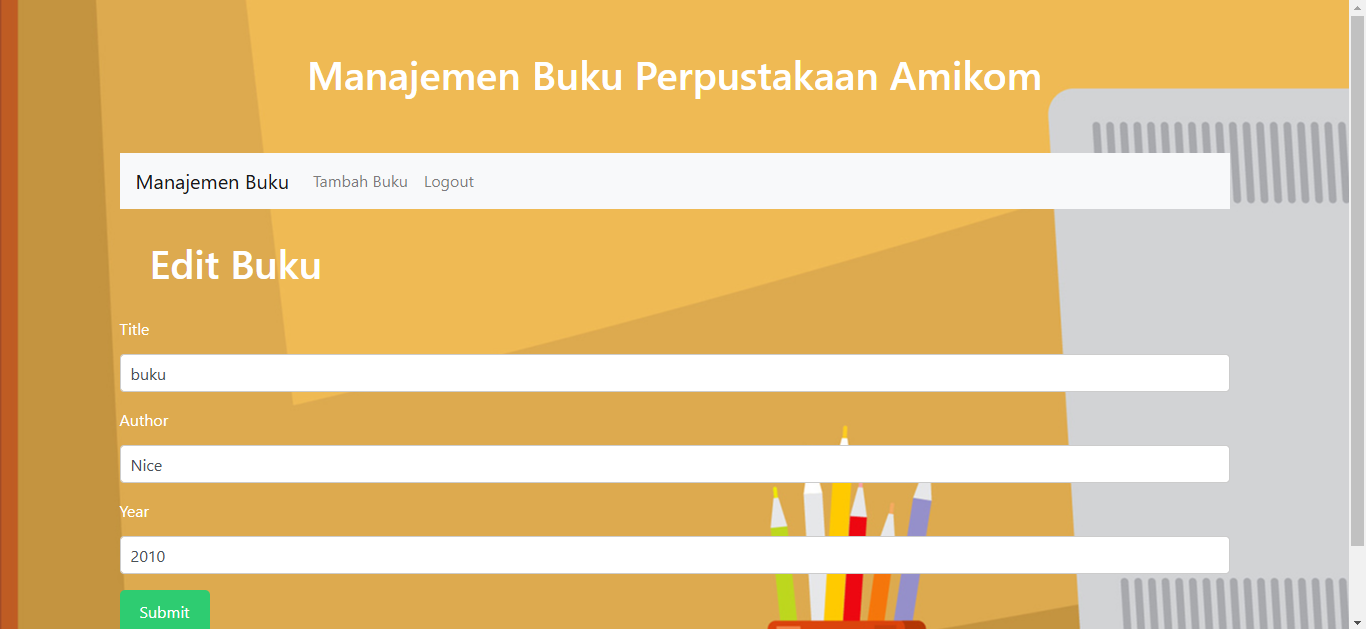 Manajemen Buku Perpustakaan Amikom
Manajemen Buku Tambah Buku Logout
Edit Buku
Title
buku
Author
Nice
Year
2010
Submit